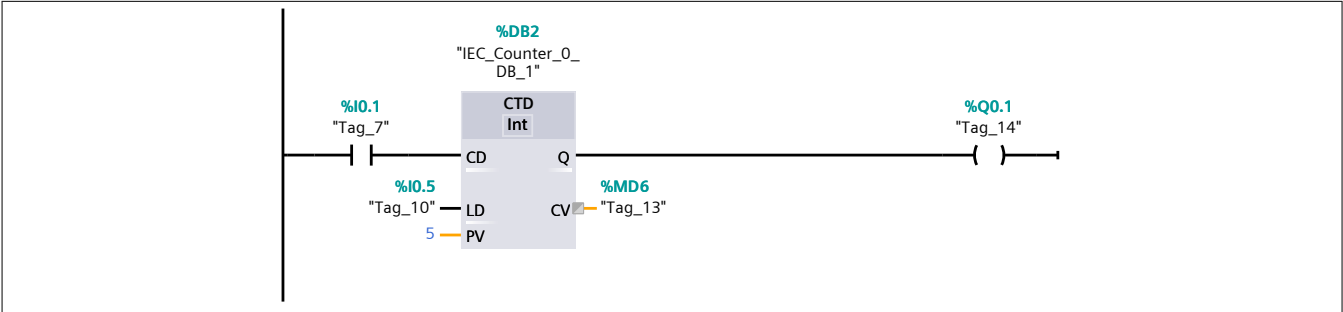 %DB2
"IEC_Counter_0_
DB_1"
CTD
Int
%I0.1
"Tag_7"
%Q0.1
"Tag_14"
CD
Q
%I0.5
"Tag_10"
LD
CV
%MD6
"Tag_13"
5
PV